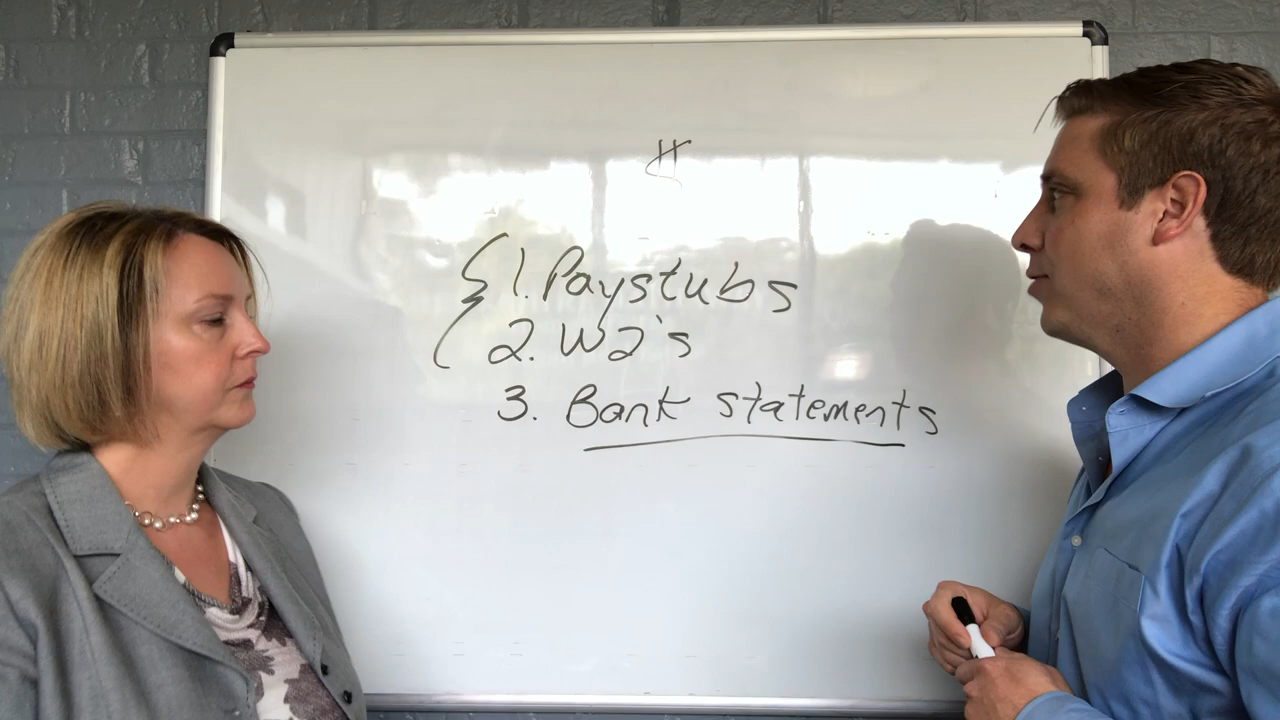 1. Paystubs
2. W2's
3. Bank statements